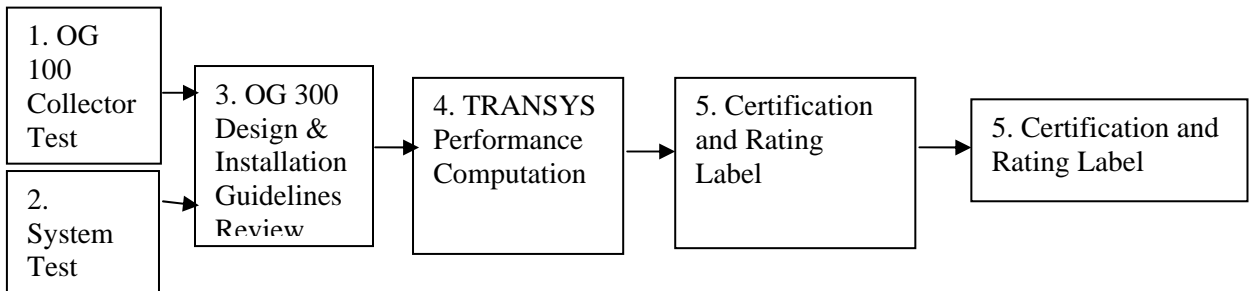 1. OG
100
Collector
Test
2.
System
Test
3. OG 300
Design &
Installation
Guidelines
Review
4. TRANSYS
Performance
Computation
5. Certification
and Rating
Label
5. Certification and
Rating Label